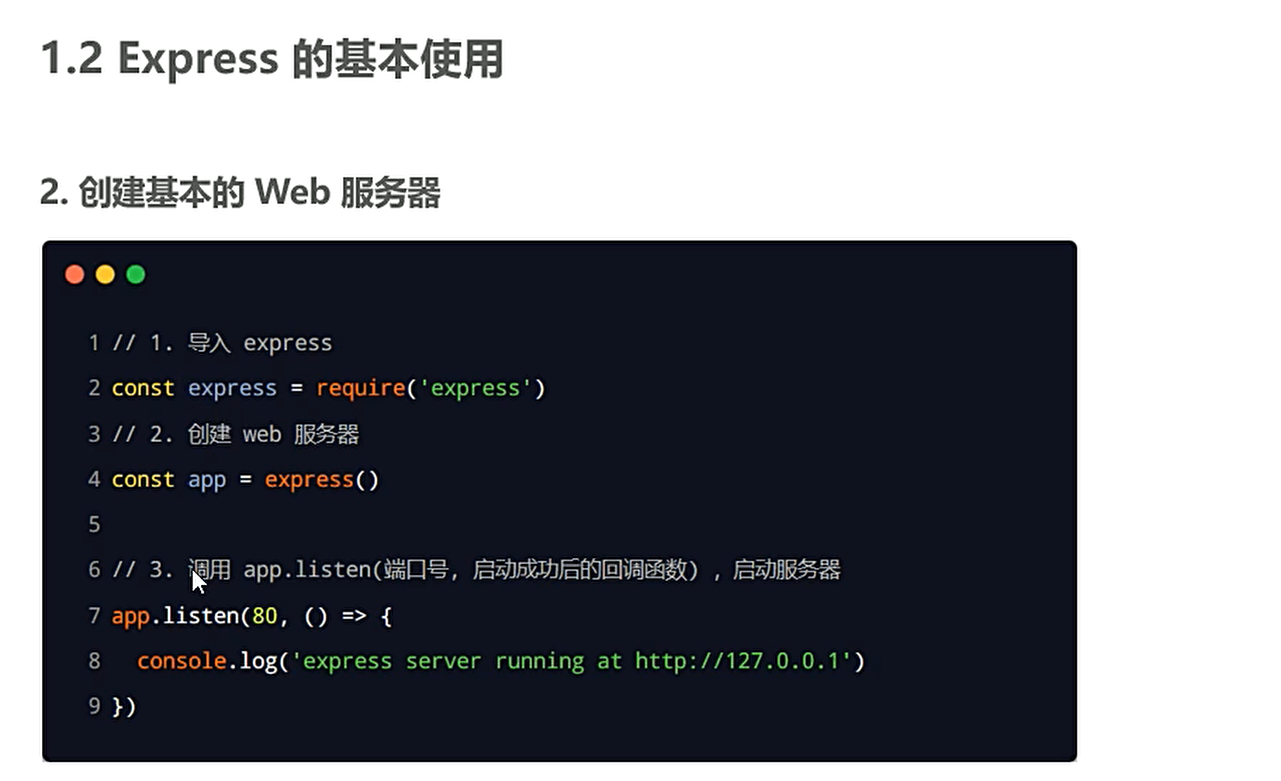 1.2 Express 的基本使用
2. 创建基本的 Web 服务器
1 // 1. 导入 express
2 const express = require('express')
3 // 2. 创建 web 服务器
4 const app = express()
5
6 // 3. 调用 app.listen(端口号, 启动成功后的回调函数) , 启动服务器
7 app.listen(80, () => {
8   console.log('express server running at http://127.0.0.1')
9 })